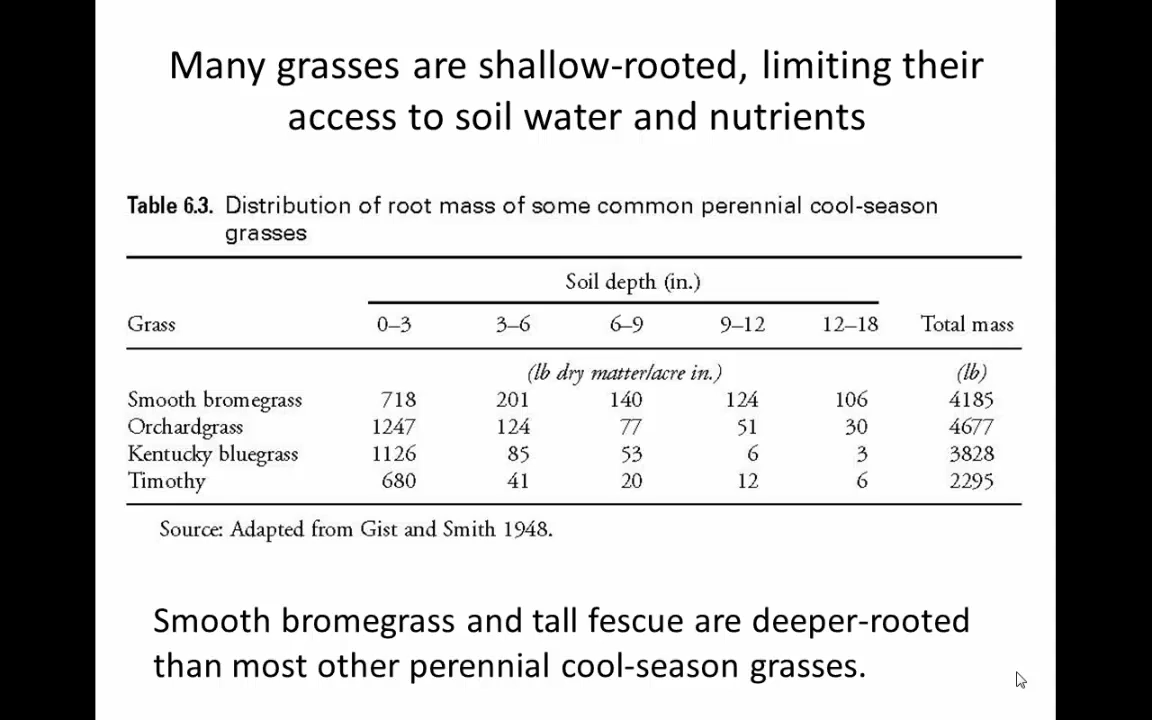 Many grasses are shallow-rooted, limiting their
access to soil water and nutrients
Table 6.3. Distribution of root mass of some common perennial cool-season
grasses
Soil depth (in.)
Grass 0–3 3–6 6–9 9–12 12–18 Total mass
(lb dry matter/acre in.) (lb)
Smooth bromegrass 718 201 140 124 106 4185
Orchardgrass 1247 124 77 51 30 4677
Kentucky bluegrass 1126 85 53 6 3 3828
Timothy 680 41 20 12 6 2295
Source: Adapted from Gist and Smith 1948.
Smooth bromegrass and tall fescue are deeper-rooted
than most other perennial cool-season grasses.